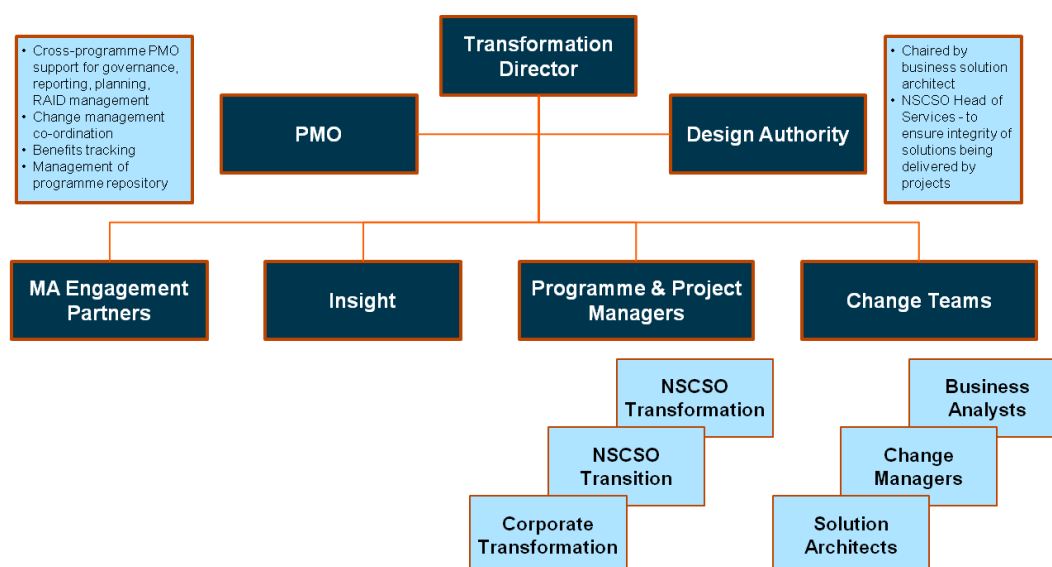 Transformation
Director
• Cross-programme PMO
support for governance,
reporting, planning,
RAID management
• Change management
co-ordination
• Benefits tracking
• Management of
programme repository
PMO
Design Authority
• Chaired by
business solution
architect
• NSCSO Head of
Services - to
ensure integrity of
solutions being
delivered by
projects
MA Engagement
Partners
Insight
Programme & Project
Managers
Change Teams
NSCSO
Transformation
NSCSO
Transition
Corporate
Transformation
Business
Analysts
Change
Managers
Solution
Architects